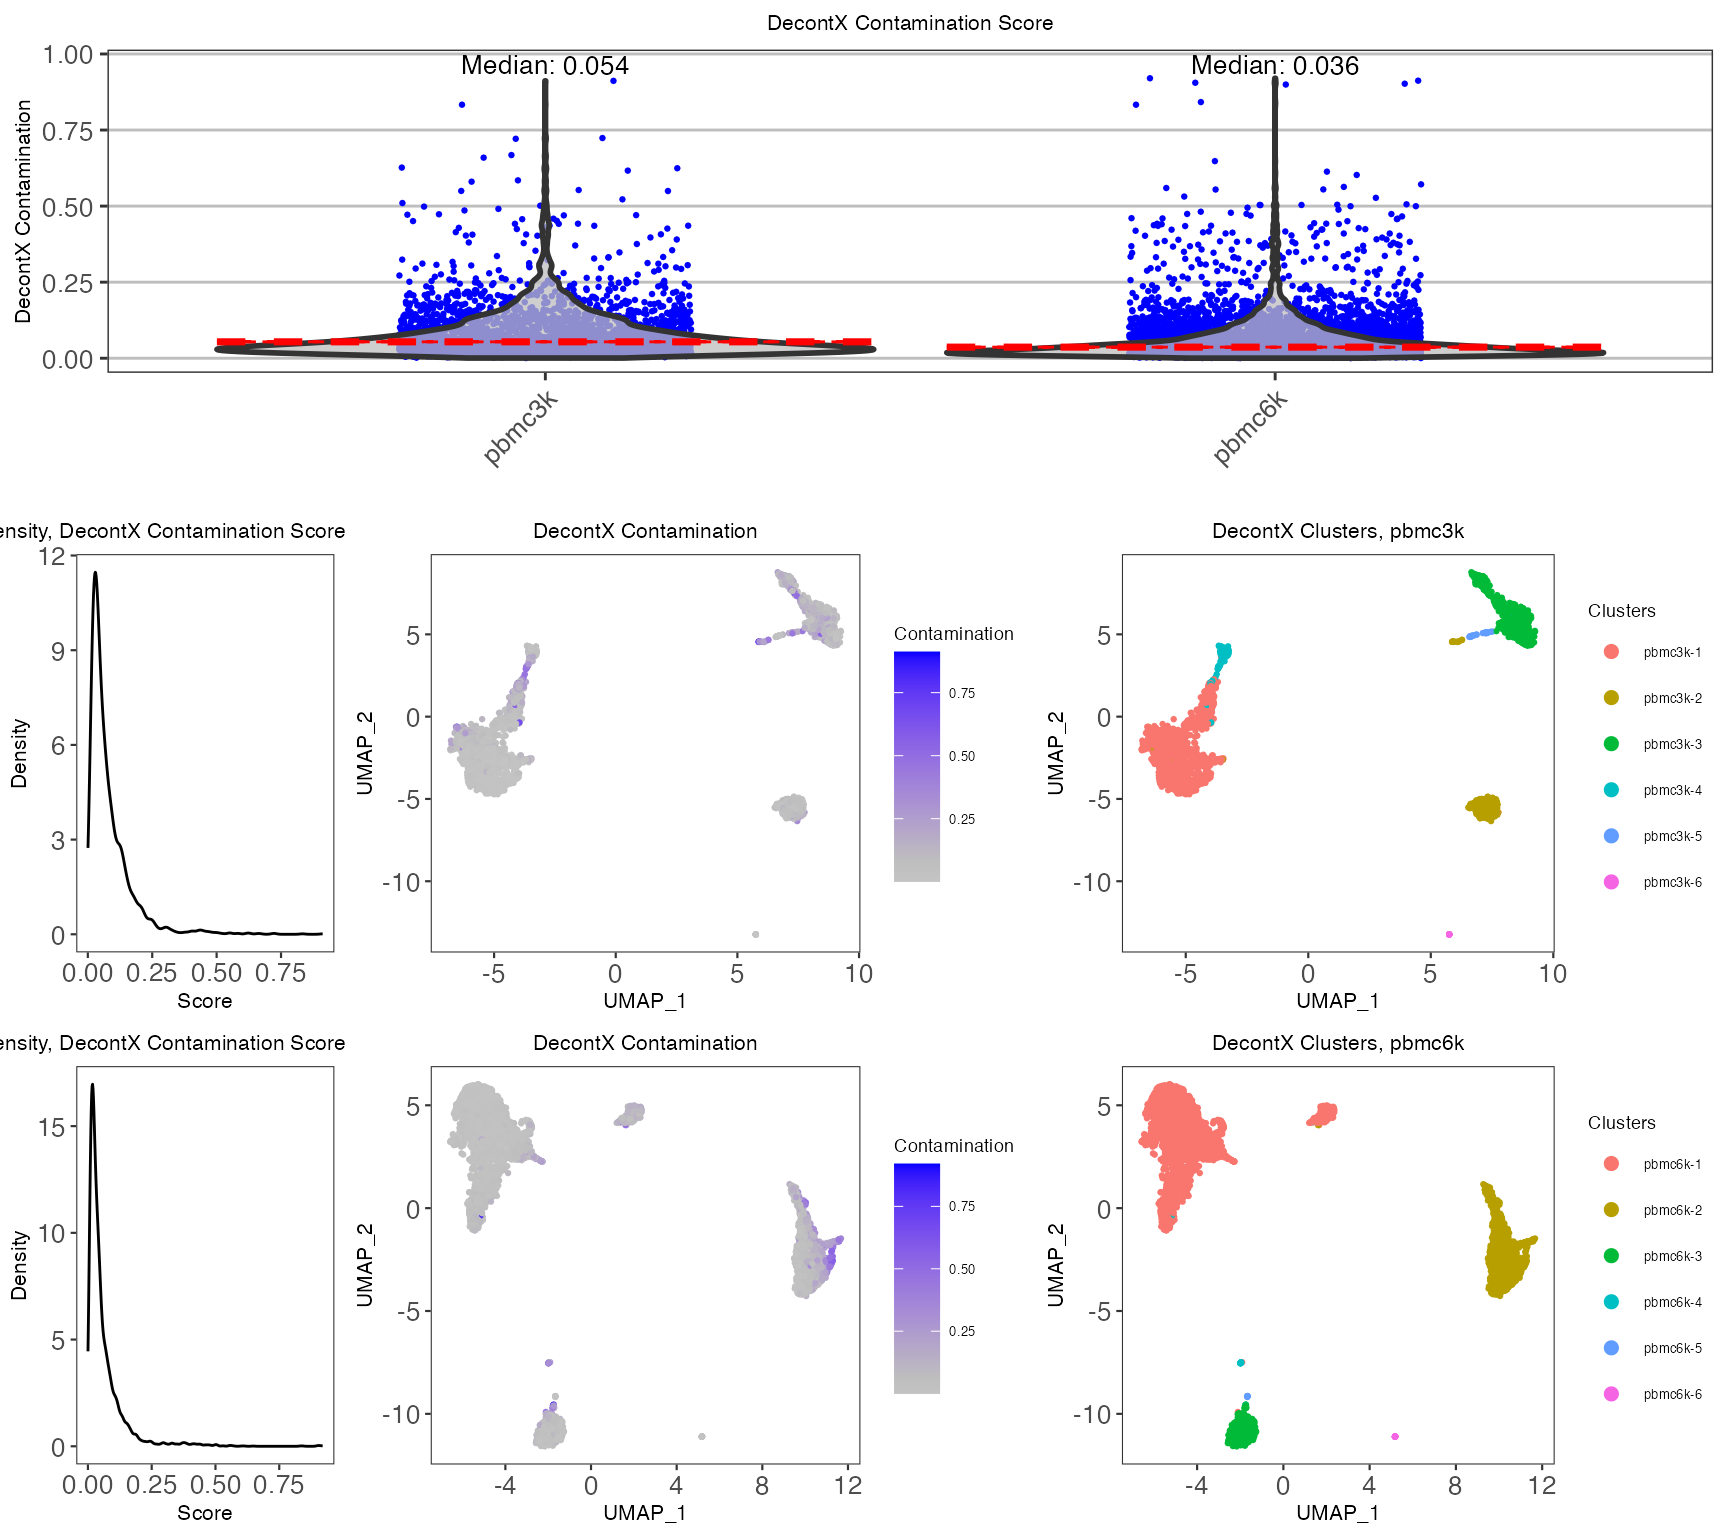 DecontX Contamination Score
DecontX Contamination
1.00
0.75
0.50
0.25
0.00
Median: 0.054
Median: 0.036
pbmc3k
pbmc6k
ensity, DecontX Contamination Score
Density
12
9
6
3
0
0.00 0.25 0.50 0.75
Score
DecontX Contamination
UMAP_2
5
0
-5
-10
-5 0 5 10
UMAP_1
Contamination
0.75
0.50
0.25
DecontX Clusters, pbmc3k
UMAP_2
5
0
-5
-10
-5 0 5 10
UMAP_1
Clusters
pbmc3k-1
pbmc3k-2
pbmc3k-3
pbmc3k-4
pbmc3k-5
pbmc3k-6
ensity, DecontX Contamination Score
Density
15
10
5
0
0.00 0.25 0.50 0.75
Score
DecontX Contamination
UMAP_2
5
0
-5
-10
-4 0 4 8 12
UMAP_1
Contamination
0.75
0.50
0.25
DecontX Clusters, pbmc6k
UMAP_2
5
0
-5
-10
-4 0 4 8 12
UMAP_1
Clusters
pbmc6k-1
pbmc6k-2
pbmc6k-3
pbmc6k-4
pbmc6k-5
pbmc6k-6